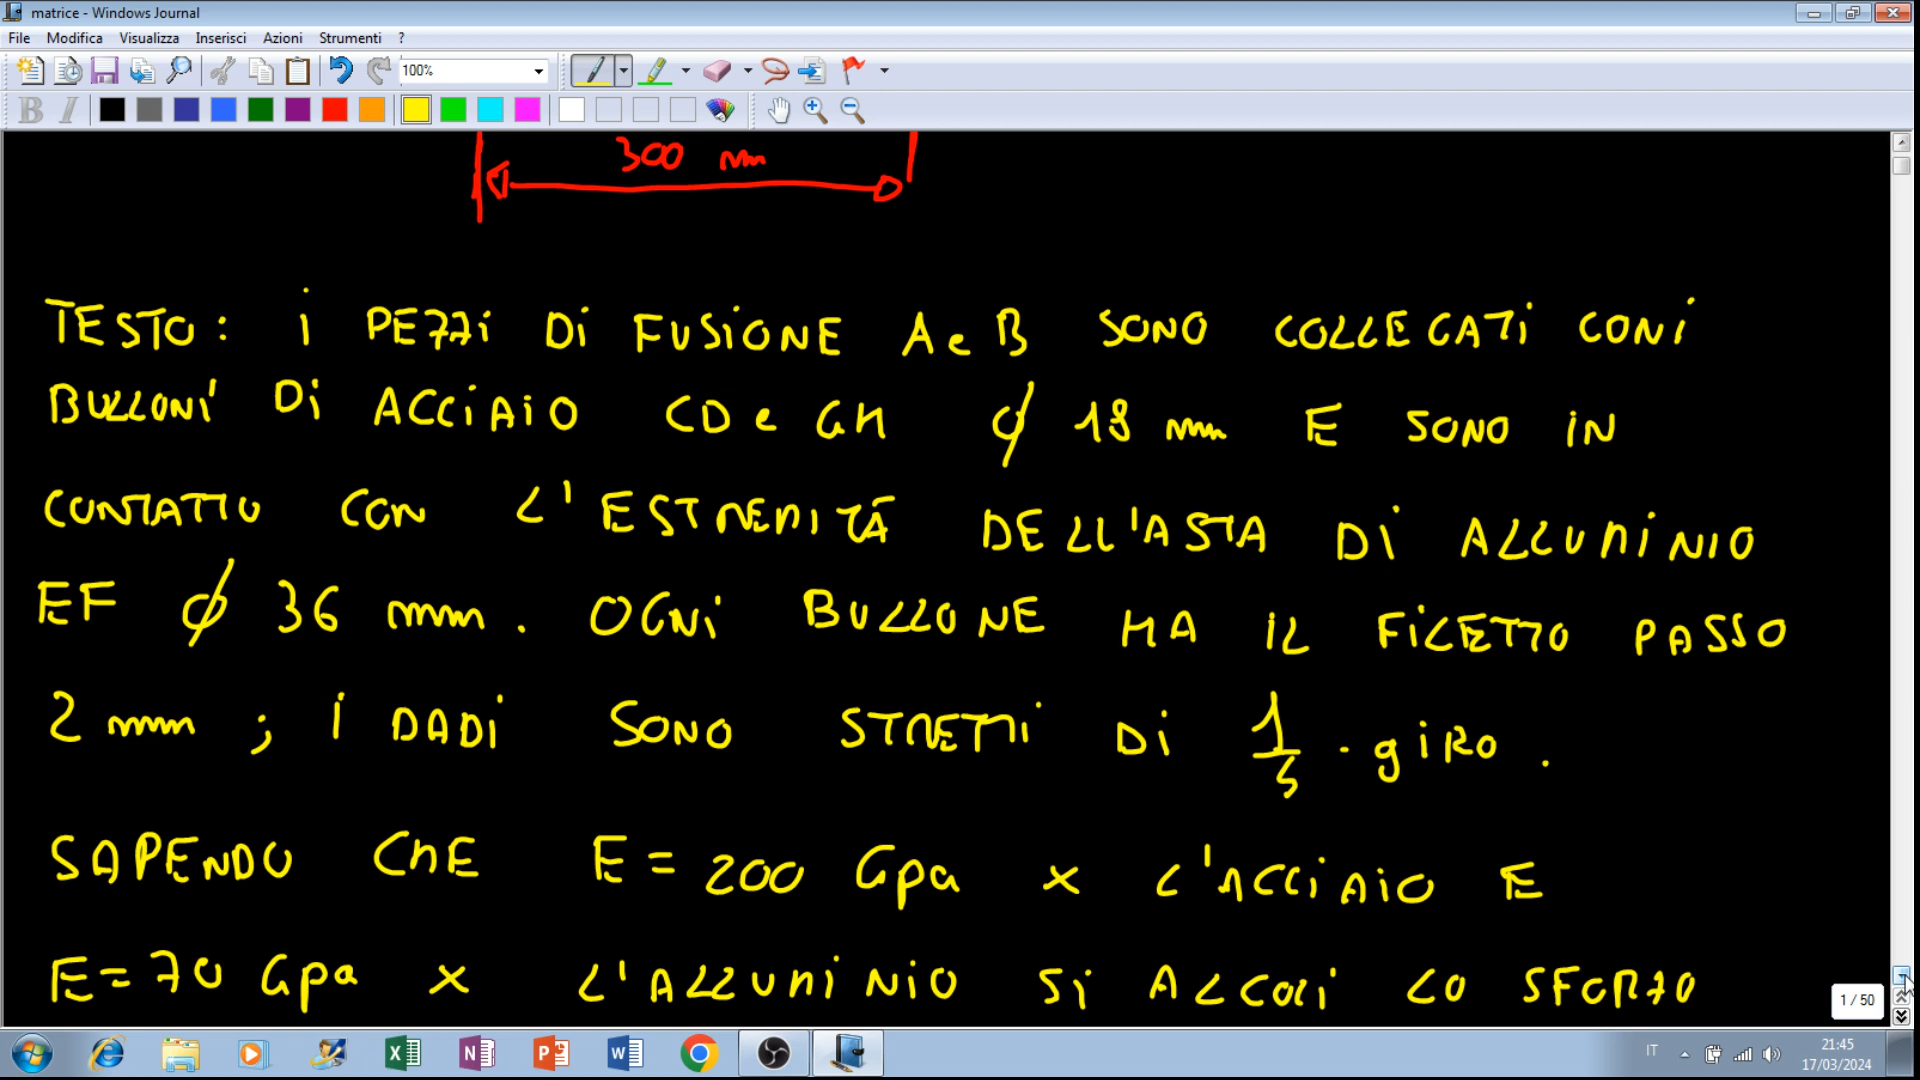 matrice - Windows Journal
File Modifica Visualizza Inserisci Azioni Strumenti ?
100%
B I
300 mm
TESTO: i PEZZI DI FUSIONE A e B SONO COLLEGATI CON I
BULLONI DI ACCIAIO CD e GH ϕ 18 mm E SONO IN
CONTATTO CON L'ESTREMITÀ DELL'ASTA DI ALLUMINIO
EF ϕ 36 mm. OGNI BULLONE HA IL FILETTO PASSO
2 mm ; I DADI SONO STRETTI DI 1/5 · giRO .
SAPENDO CHE E = 200 Gpa x L'ACCIAIO E
E = 70 Gpa x L'ALLUMINIO SI CALCOLI LO SFORZO
1 / 50
IT
21:45
17/03/2024